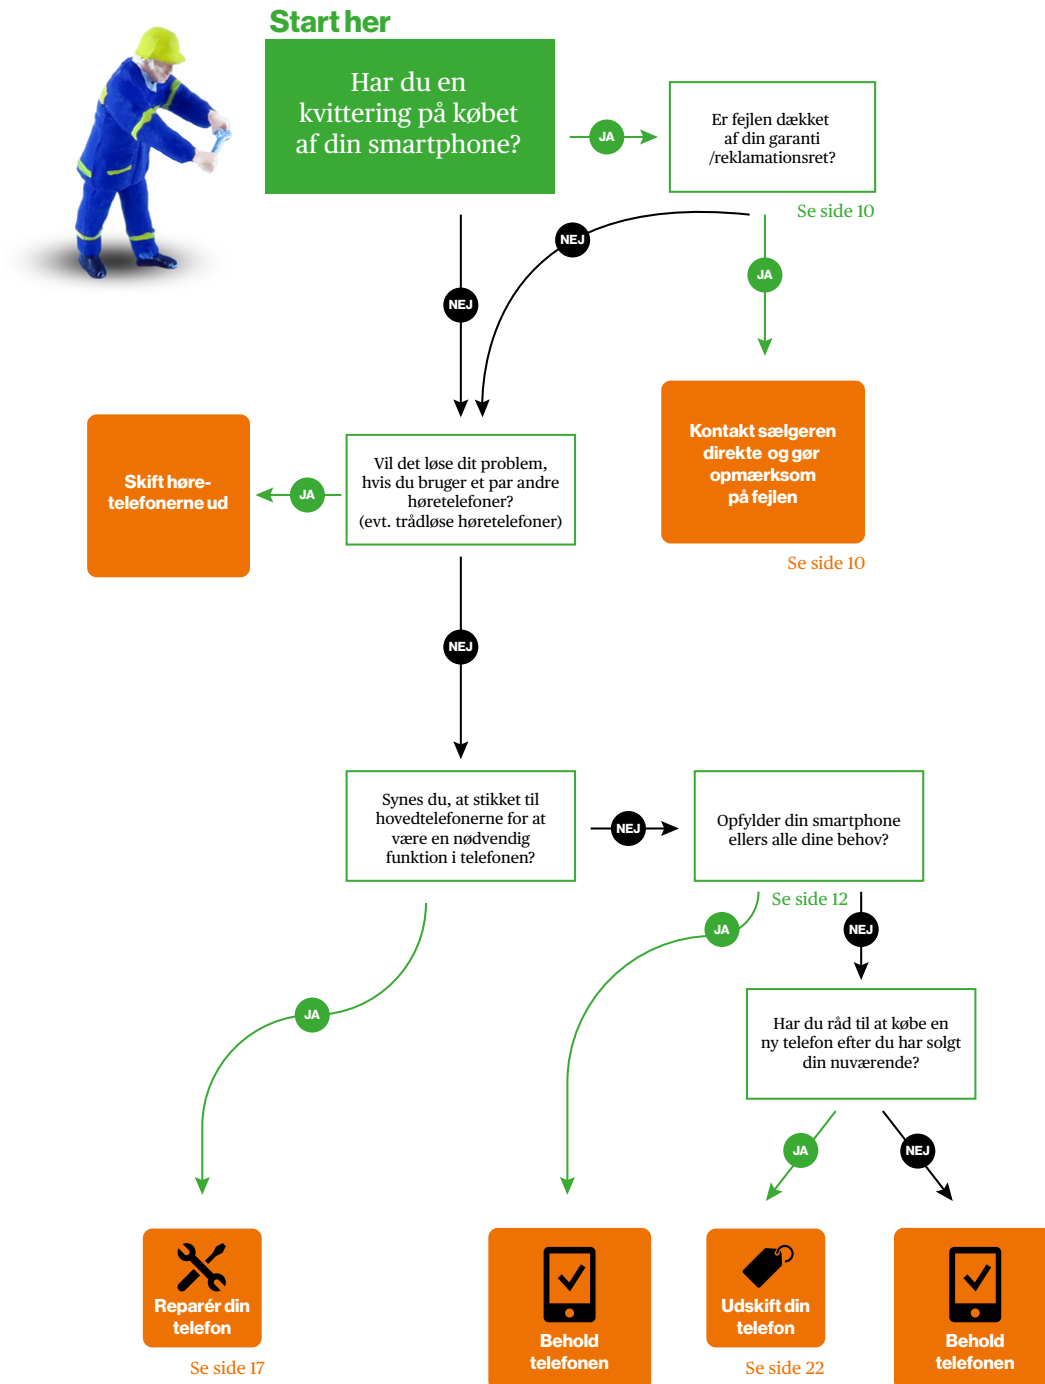 Start her
Har du en
kvittering på købet
af din smartphone?
JA
Er fejlen dækket
af din garanti
/reklamationsret?
Se side 10
NEJ
NEJ
JA
Kontakt sælgeren
direkte og gør
opmærksom
på fejlen
Se side 10
Vil det løse dit problem,
hvis du bruger et par andre
høretelefoner?
(evt. trådløse høretelefoner)
JA
Skift høre-
telefonerne ud
NEJ
Synes du, at stikket til
hovedtelefonerne for at
være en nødvendig
funktion i telefonen?
NEJ
Opfylder din smartphone
ellers alle dine behov?
Se side 12
JA
NEJ
JA
Har du råd til at købe en
ny telefon efter du har solgt
din nuværende?
JA
NEJ
Reparér din
telefon
Se side 17
Behold
telefonen
Udskift din
telefon
Se side 22
Behold
telefonen